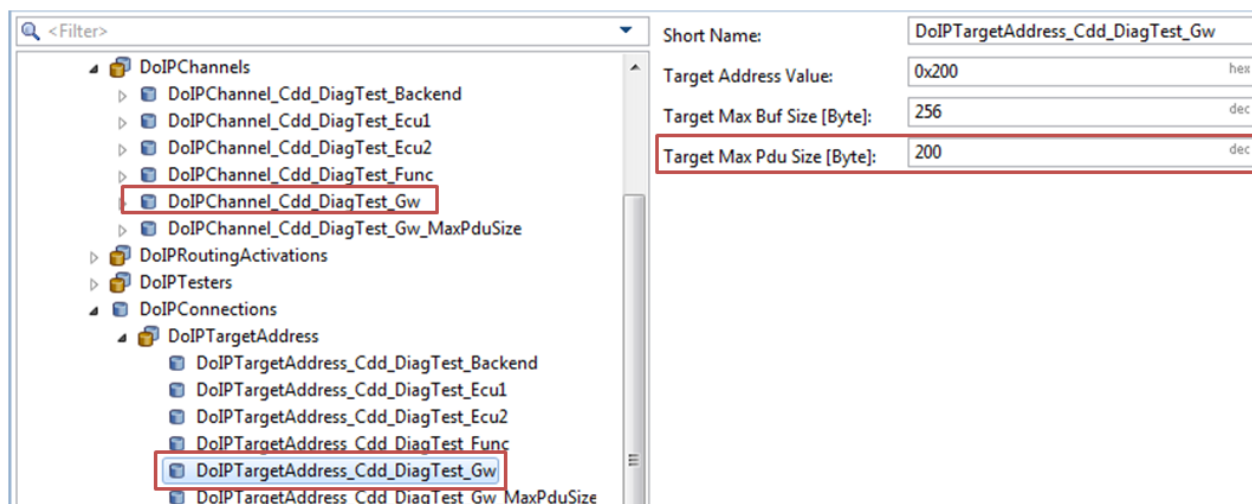 <Filter>
DoIPChannels
DoIPChannel_Cdd_DiagTest_Backend
DoIPChannel_Cdd_DiagTest_Ecu1
DoIPChannel_Cdd_DiagTest_Ecu2
DoIPChannel_Cdd_DiagTest_Func
DoIPChannel_Cdd_DiagTest_Gw
DoIPChannel_Cdd_DiagTest_Gw_MaxPduSize
DoIPRoutingActivations
DoIPTesters
DoIPConnections
DoIPTargetAddress
DoIPTargetAddress_Cdd_DiagTest_Backend
DoIPTargetAddress_Cdd_DiagTest_Ecu1
DoIPTargetAddress_Cdd_DiagTest_Ecu2
DoIPTargetAddress_Cdd_DiagTest_Func
DoIPTargetAddress_Cdd_DiagTest_Gw
DoIPTargetAddress_Cdd_DiagTest_Gw_MaxPduSize
Short Name: DoIPTargetAddress_Cdd_DiagTest_Gw
Target Address Value: 0x200 hex
Target Max Buf Size [Byte]: 256 dec
Target Max Pdu Size [Byte]: 200 dec